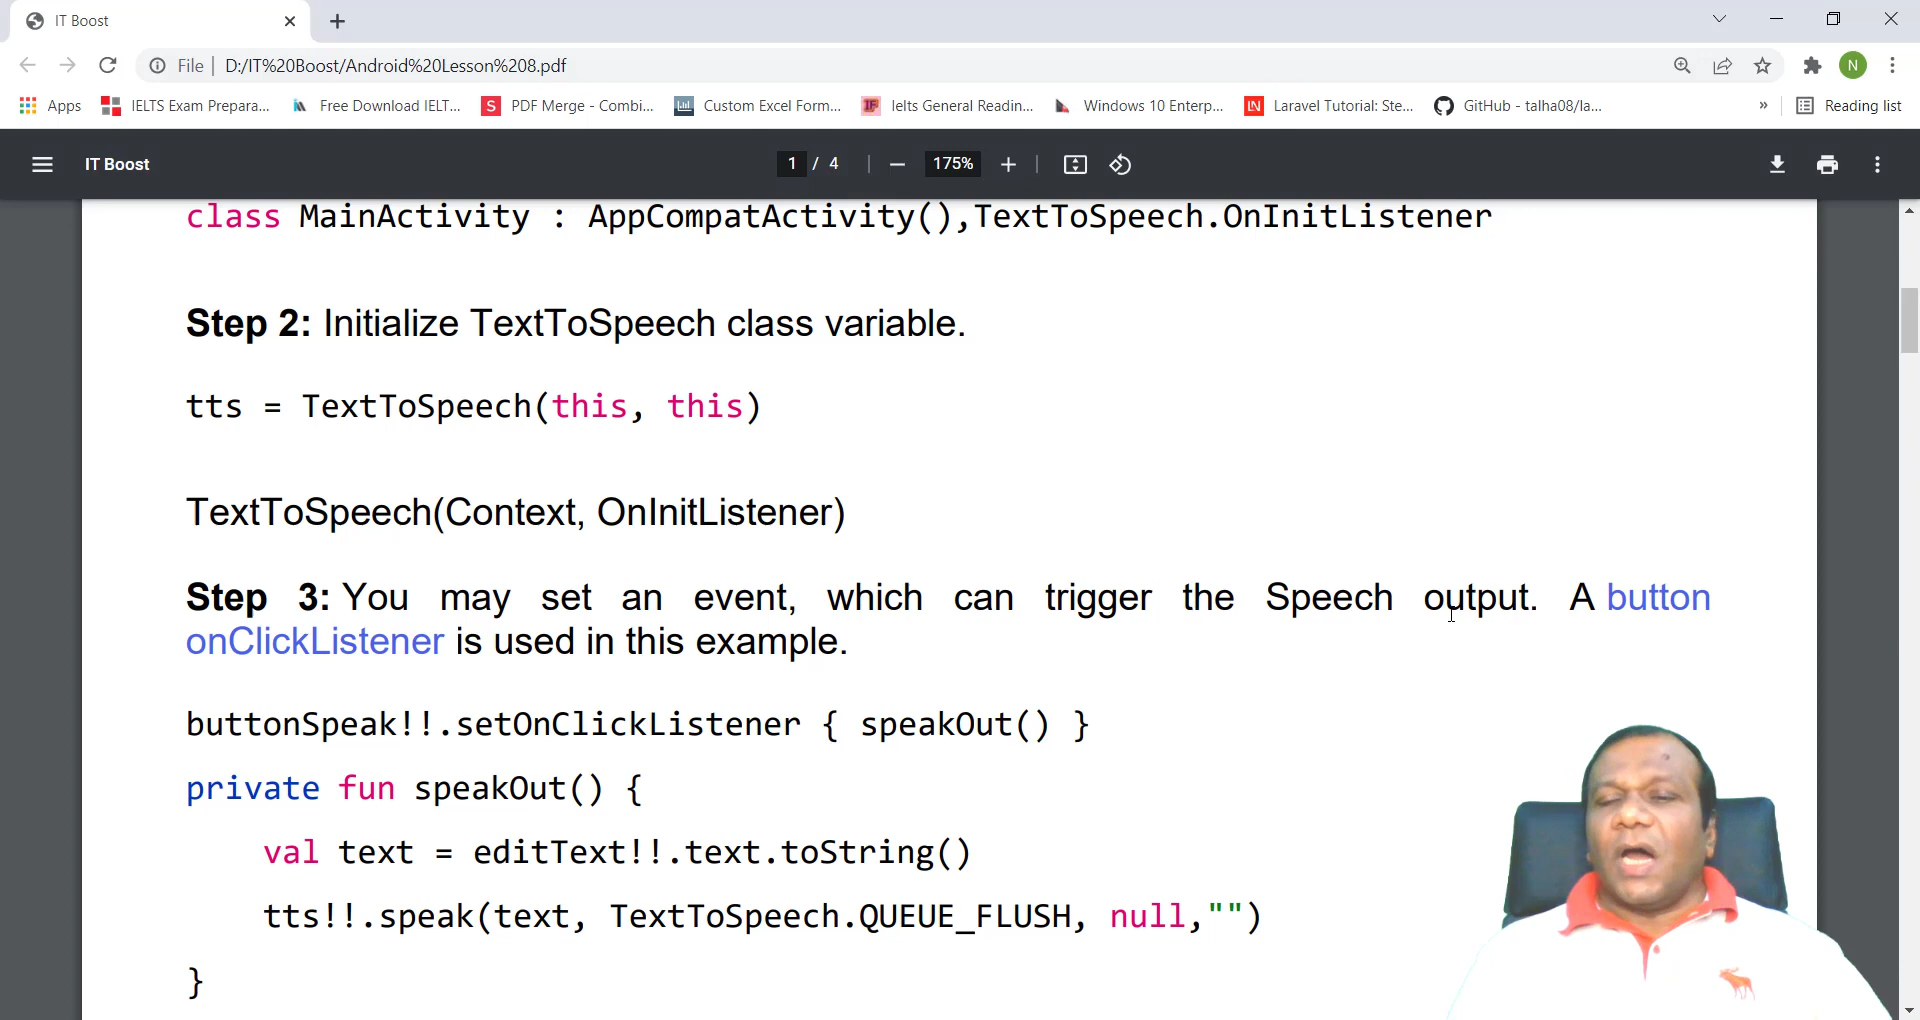 IT Boost
File
D:/IT%20Boost/Android%20Lesson%208.pdf
N
Apps
IELTS Exam Prepara...
Free Download IELT...
S PDF Merge - Combi...
Custom Excel Form...
IF Ielts General Readin...
Windows 10 Enterp...
LN Laravel Tutorial: Ste...
GitHub - talha08/la...
»
Reading list
IT Boost
1 / 4
175%
class MainActivity : AppCompatActivity(),TextToSpeech.OnInitListener
Step 2: Initialize TextToSpeech class variable.
tts = TextToSpeech(this, this)
TextToSpeech(Context, OnInitListener)
Step 3: You may set an event, which can trigger the Speech output. A button
onClickListener is used in this example.
buttonSpeak!!.setOnClickListener { speakOut() }
private fun speakOut() {
val text = editText!!.text.toString()
tts!!.speak(text, TextToSpeech.QUEUE_FLUSH, null,"")
}